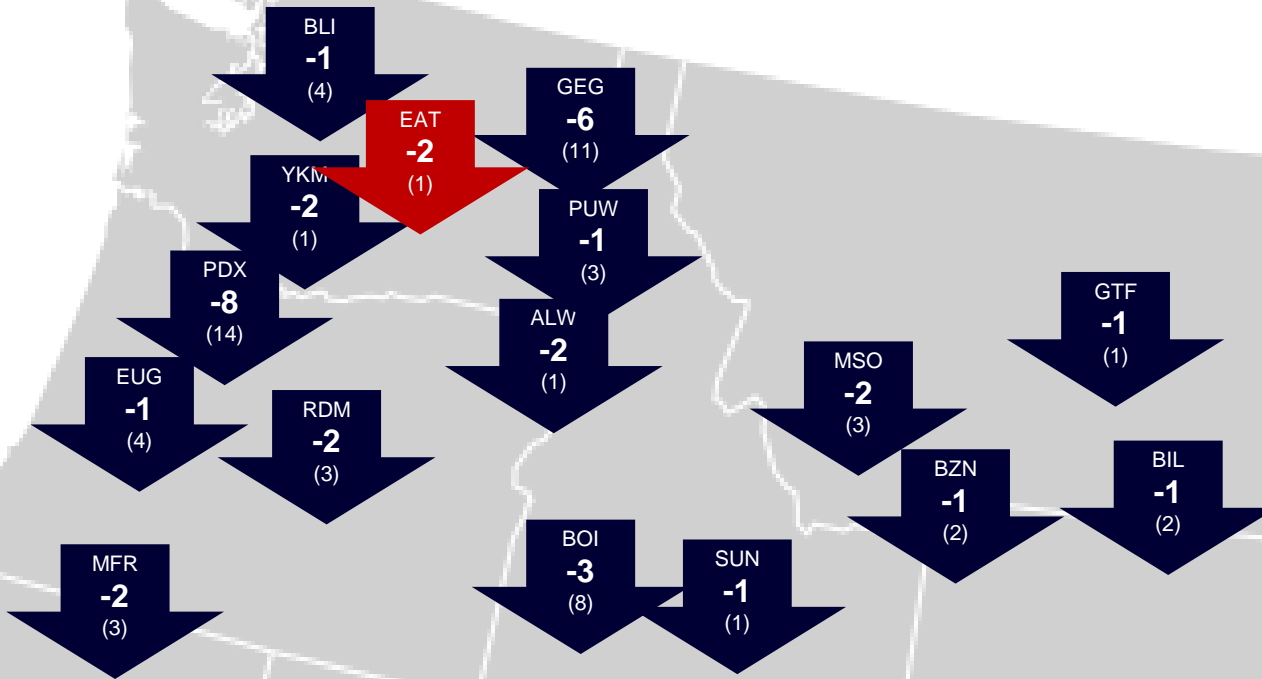 BLI
-1
(4)
GEG
-6
(11)
EAT
-2
(1)
YKM
-2
(1)
PUW
-1
(3)
PDX
-8
(14)
GTF
-1
(1)
ALW
-2
(1)
MSO
-2
(3)
EUG
-1
(4)
RDM
-2
(3)
BZN
-1
(2)
BIL
-1
(2)
BOI
-3
(8)
SUN
-1
(1)
MFR
-2
(3)